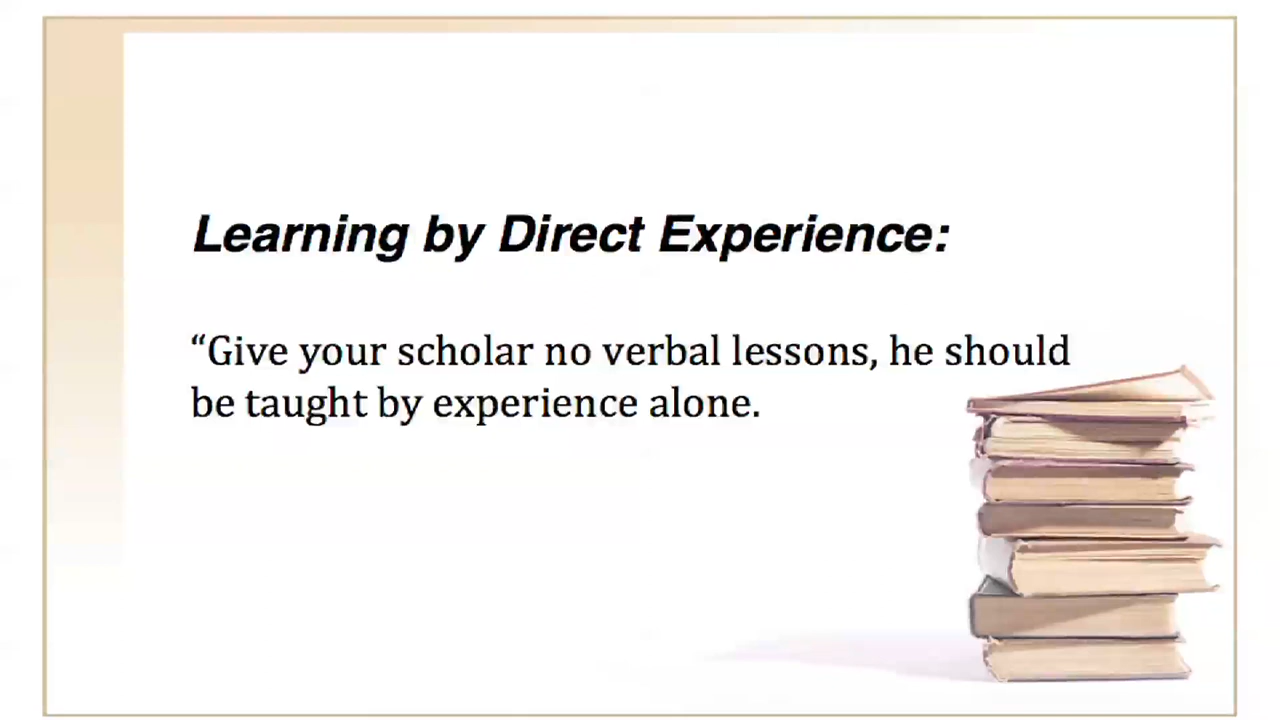 Learning by Direct Experience:
“Give your scholar no verbal lessons, he should
be taught by experience alone.